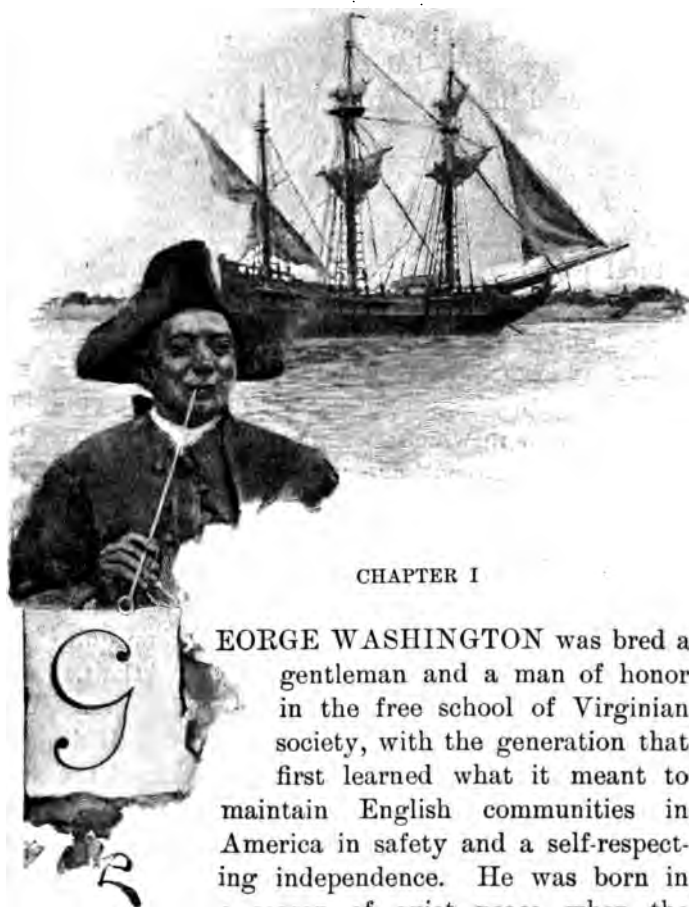 CHAPTER I
GEORGE WASHINGTON was bred a
gentleman and a man of honor
in the free school of Virginian
society, with the generation that
first learned what it meant to
maintain English communities in
America in safety and a self-respect-
ing independence. He was born in